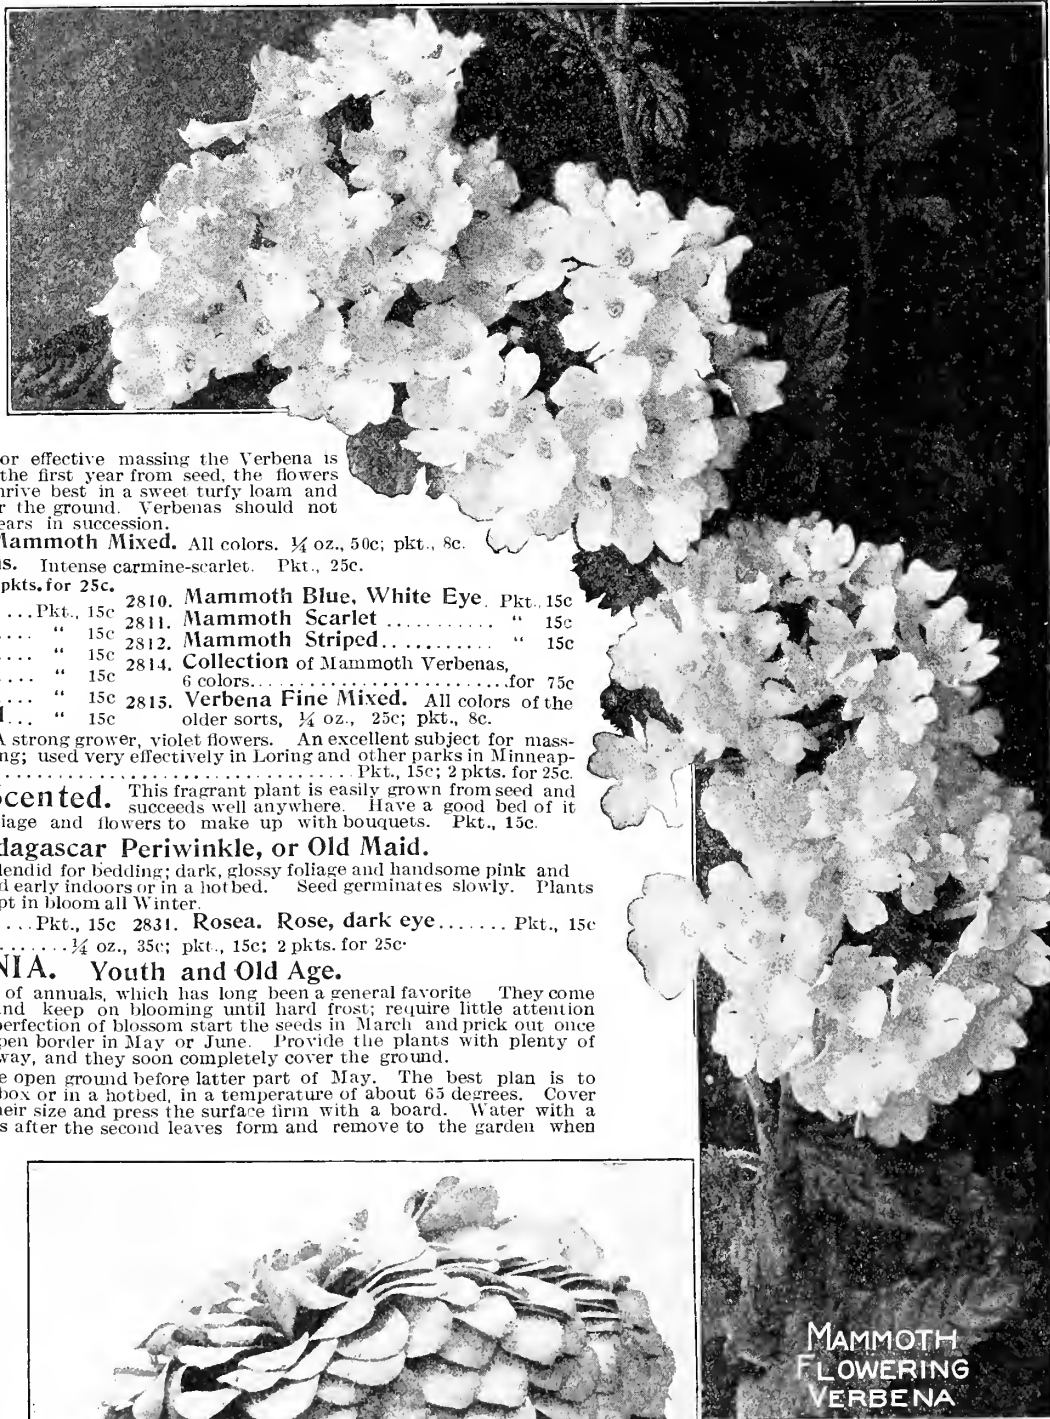 or effective massing the Verbena is
the first year from seed, the flowers
hrive best in a sweet turfy loam and
r the ground. Verbenas should not
ears in succession.
Mammoth Mixed. All colors. ¼ oz., 50c; pkt., 8c.
s. Intense carmine-scarlet. Pkt., 25c.
pkts. for 25c.
...Pkt., 15c
.... “ 15c
.... “ 15c
.... “ 15c
.... “ 15c
... “ 15c
2810. Mammoth Blue, White Eye. Pkt., 15c
2811. Mammoth Scarlet ........... “ 15c
2812. Mammoth Striped........... “ 15c
2814. Collection of Mammoth Verbenas,
6 colors..........................for 75c
2815. Verbena Fine Mixed. All colors of the
older sorts, ¼ oz., 25c; pkt., 8c.
A strong grower, violet flowers. An excellent subject for mass-
ng; used very effectively in Loring and other parks in Minneap-
.................................. Pkt., 15c; 2 pkts. for 25c.
Scented. This fragrant plant is easily grown from seed and
succeeds well anywhere. Have a good bed of it
liage and flowers to make up with bouquets. Pkt., 15c.
dagascar Periwinkle, or Old Maid.
lendid for bedding; dark, glossy foliage and handsome pink and
d early indoors or in a hotbed. Seed germinates slowly. Plants
pt in bloom all Winter.
....Pkt., 15c 2831. Rosea. Rose, dark eye....... Pkt., 15c
........¼ oz., 35c; pkt., 15c; 2 pkts. for 25c.
NIA. Youth and Old Age.
of annuals, which has long been a general favorite They come
nd keep on blooming until hard frost; require little attention
perfection of blossom start the seeds in March and prick out once
pen border in May or June. Provide the plants with plenty of
way, and they soon completely cover the ground.
e open ground before latter part of May. The best plan is to
box or in a hotbed, in a temperature of about 65 degrees. Cover
heir size and press the surface firm with a board. Water with a
s after the second leaves form and remove to the garden when
MAMMOTH
FLOWERING
VERBENA